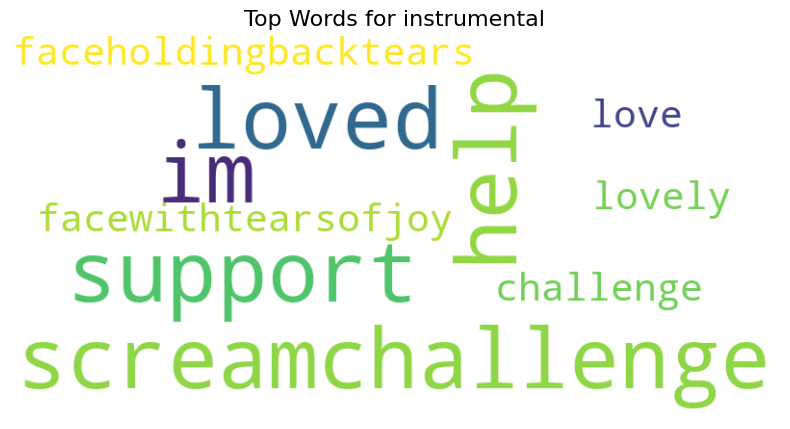 Top Words for instrumental
faceholdingbacktears
loved
help
love
im
lovely
facewithtearsofjoy
support
challenge
screamchallenge